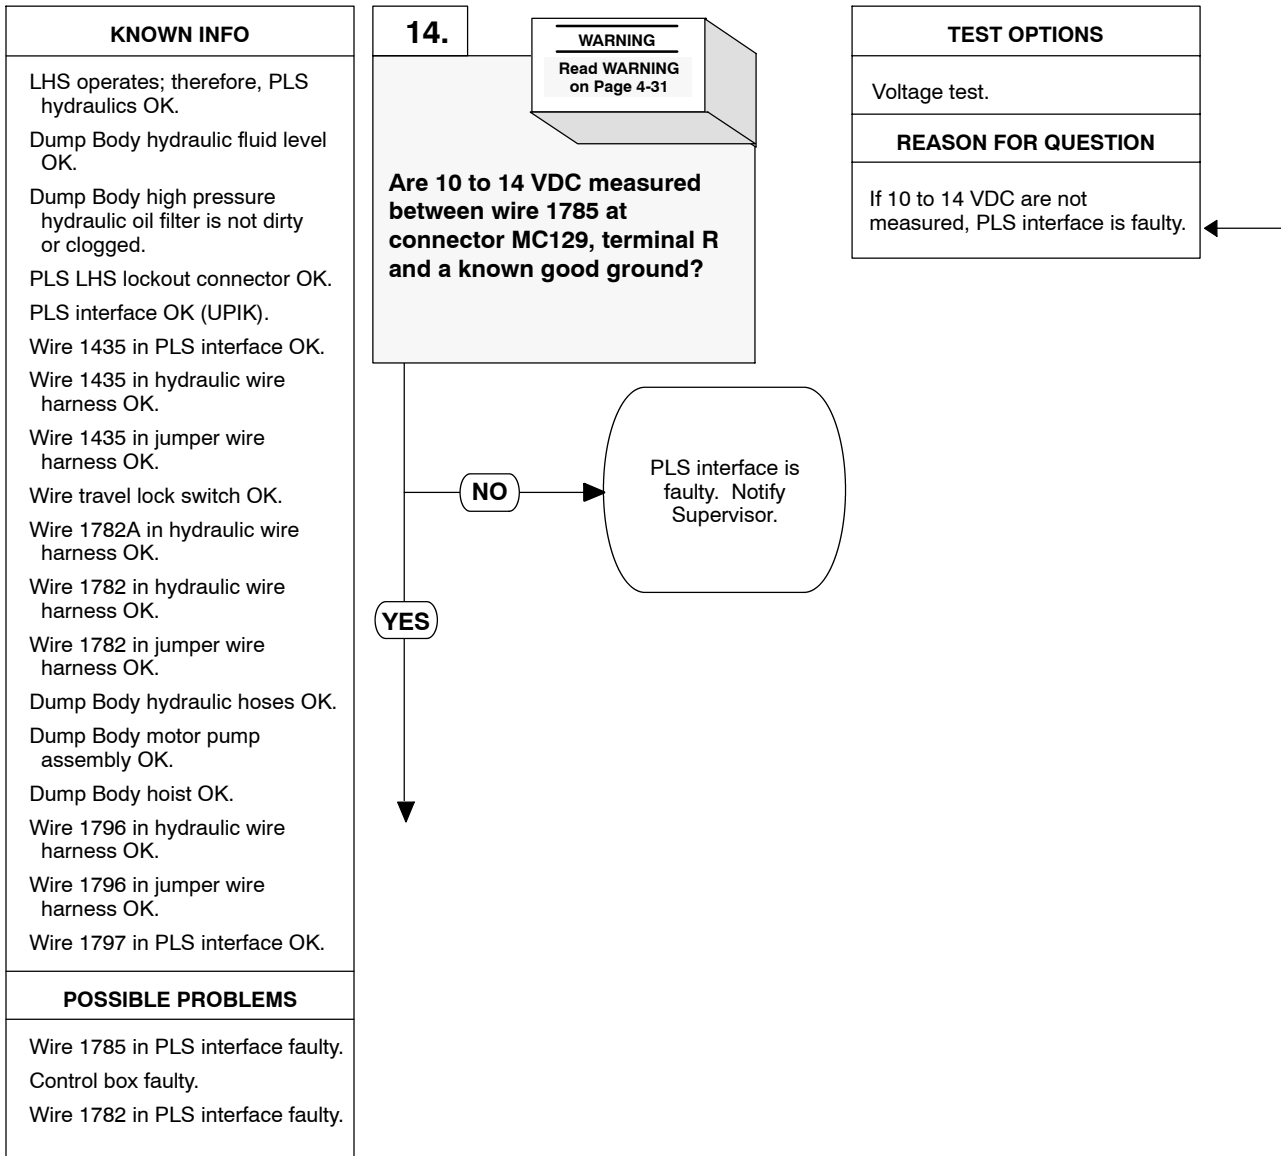 KNOWN INFO
LHS operates; therefore, PLS
hydraulics OK.
Dump Body hydraulic fluid level
OK.
Dump Body high pressure
hydraulic oil filter is not dirty
or clogged.
PLS LHS lockout connector OK.
PLS interface OK (UPIK).
Wire 1435 in PLS interface OK.
Wire 1435 in hydraulic wire
harness OK.
Wire 1435 in jumper wire
harness OK.
Wire travel lock switch OK.
Wire 1782A in hydraulic wire
harness OK.
Wire 1782 in hydraulic wire
harness OK.
Wire 1782 in jumper wire
harness OK.
Dump Body hydraulic hoses OK.
Dump Body motor pump
assembly OK.
Dump Body hoist OK.
Wire 1796 in hydraulic wire
harness OK.
Wire 1796 in jumper wire
harness OK.
Wire 1797 in PLS interface OK.
POSSIBLE PROBLEMS
Wire 1785 in PLS interface faulty.
Control box faulty.
Wire 1782 in PLS interface faulty.
14.
WARNING
Read WARNING
on Page 4-31
Are 10 to 14 VDC measured
between wire 1785 at
connector MC129, terminal R
and a known good ground?
NO
PLS interface is
faulty. Notify
Supervisor.
YES
TEST OPTIONS
Voltage test.
REASON FOR QUESTION
If 10 to 14 VDC are not
measured, PLS interface is faulty.